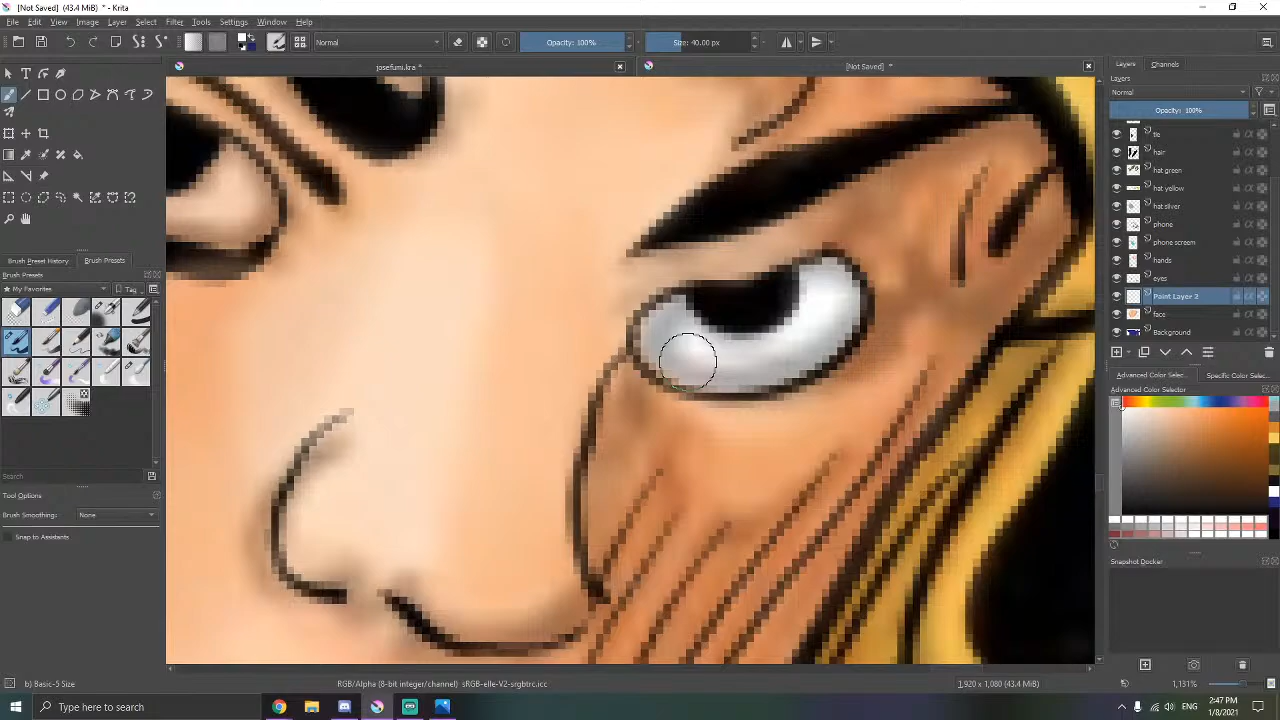 [Not Saved]  (43.4 MiB)  * - Krita
File Edit View Image Layer Select Filter Tools Settings Window Help
Normal Opacity: 100% Size: 40.00 px
josefumi.kra * [Not Saved] *
Layers Channels
Layers
Normal
Opacity: 100%
tie
hair
hat green
hat yellow
hat silver
phone
phone screen
hands
eyes
Paint Layer 2
face
Background
Brush Preset History Brush Presets
Brush Presets
My Favorites Tag
Search
Tool Options
Brush Smoothing: None
Snap to Assistants
Advanced Color Selec... Specific Color Selec...
Advanced Color Selector
Snapshot Docker
b) Basic-5 Size RGB/Alpha (8-bit integer/channel) sRGB-elle-V2-srgbtrc.icc 1,920 x 1,080 (43.4 MiB) 1,131%
Type here to search 2:47 PM
1/8/2021